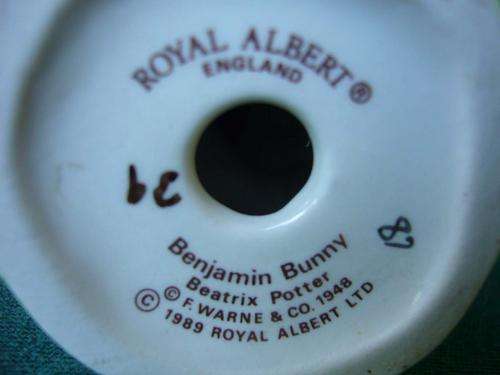 ROYAL ALBERT®
ENGLAND
Benjamin Bunny
Beatrix Potter
© F. WARNE & CO. 1948
© 1989 ROYAL ALBERT LTD